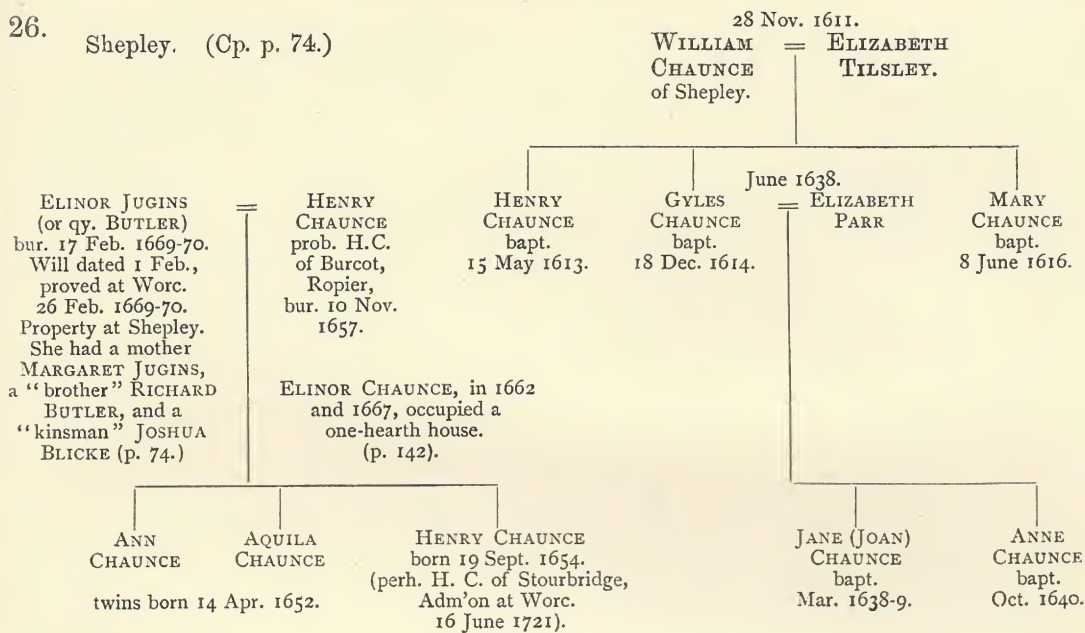 26.
Shepley. (Cp. p. 74.)
28 Nov. 1611.
WILLIAM = ELIZABETH
CHAUNCE TILSLEY.
of Shepley.
June 1638.
ELINOR JUGINS
(or qy. BUTLER)
bur. 17 Feb. 1669-70.
Will dated 1 Feb.,
proved at Worc.
26 Feb. 1669-70.
Property at Shepley.
She had a mother
MARGARET JUGINS,
a "brother" RICHARD
BUTLER, and a
"kinsman" JOSHUA
BLICKE (p. 74.)
=
HENRY
CHAUNCE
prob. H.C.
of Burcot,
Ropier,
bur. 10 Nov.
1657.
HENRY
CHAUNCE
bapt.
15 May 1613.
GYLES
CHAUNCE
bapt.
18 Dec. 1614.
=
ELIZABETH
PARR
MARY
CHAUNCE
bapt.
8 June 1616.
ELINOR CHAUNCE, in 1662
and 1667, occupied a
one-hearth house.
(p. 142).
ANN
CHAUNCE
AQUILA
CHAUNCE
twins born 14 Apr. 1652.
HENRY CHAUNCE
born 19 Sept. 1654.
(perh. H. C. of Stourbridge,
Adm'on at Worc.
16 June 1721).
JANE (JOAN)
CHAUNCE
bapt.
Mar. 1638-9.
ANNE
CHAUNCE
bapt.
Oct. 1640.